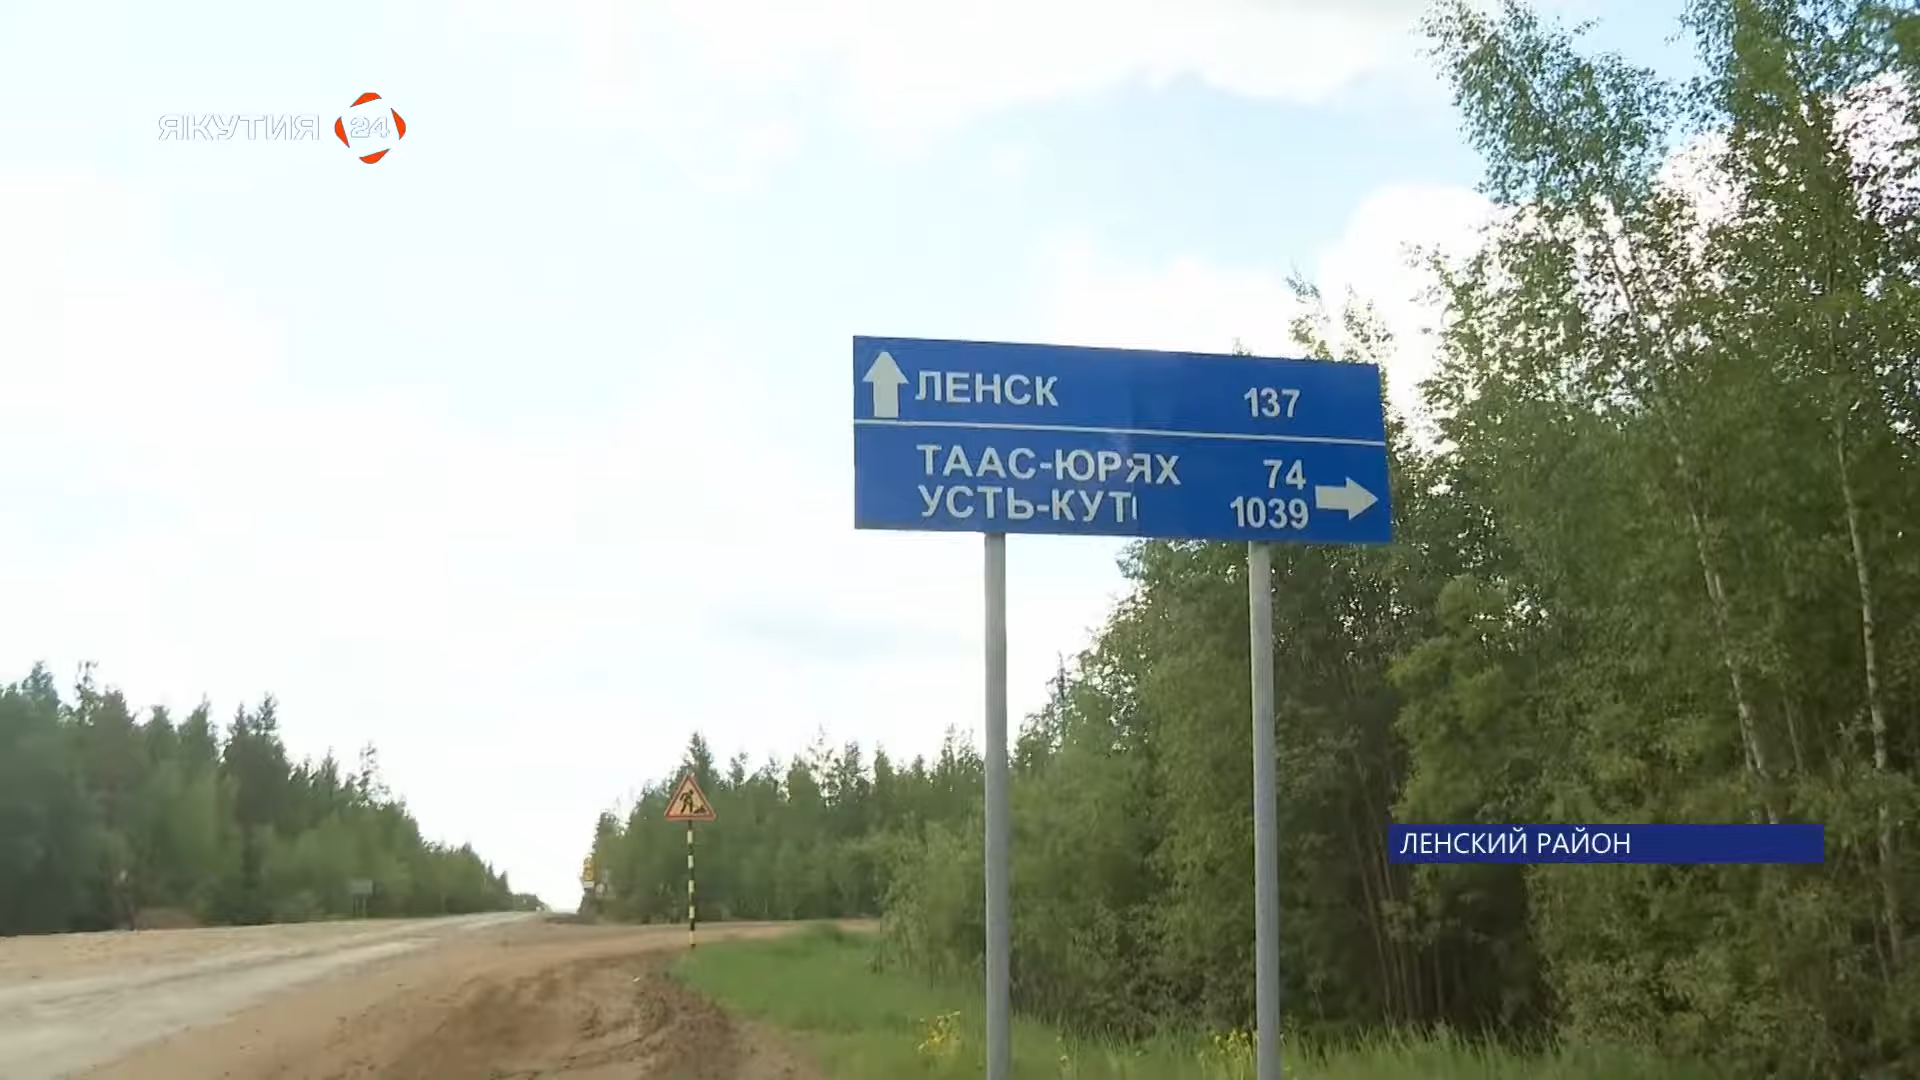 ЯКУТИЯ 24
ЛЕНСК 137
ТААС-ЮРЯХ 74
УСТЬ-КУТ 1039
ЛЕНСКИЙ РАЙОН